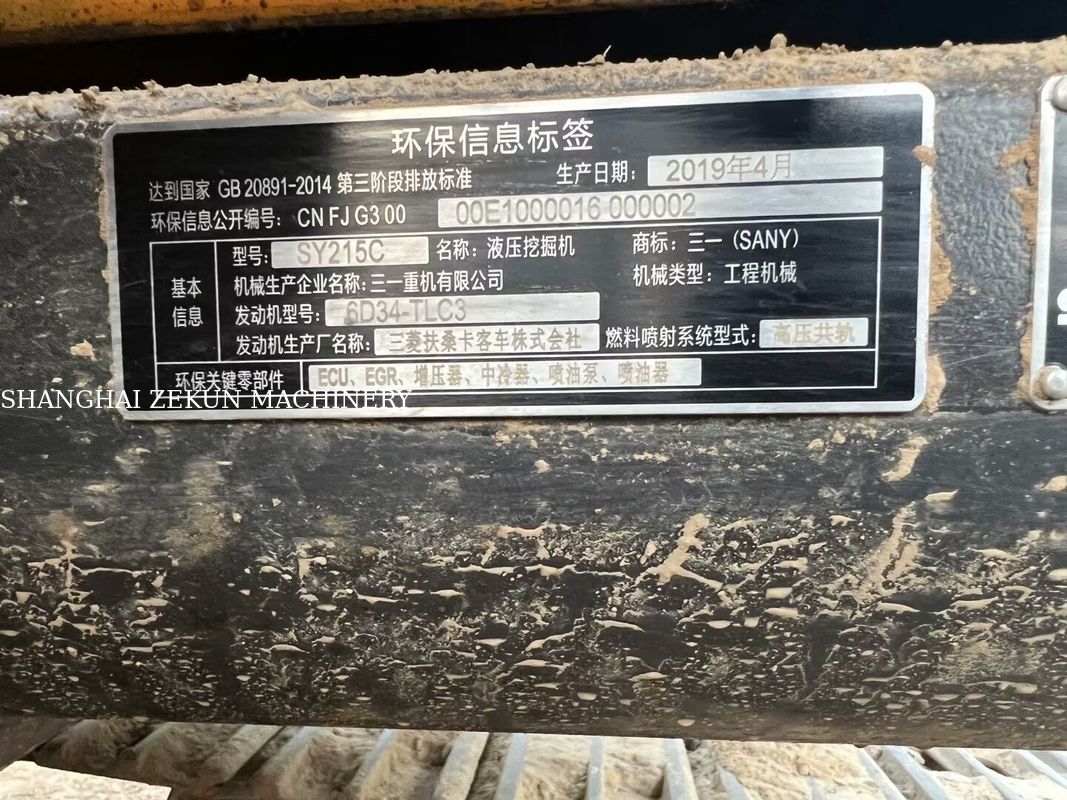 环保信息标签
达到国家 GB 20891-2014 第三阶段排放标准 生产日期: 2019年4月
环保信息公开编号: CN FJ G3 00 00E1000016 000002
基本信息
型号: SY215C 名称: 液压挖掘机 商标: 三一 (SANY)
机械生产企业名称: 三一重机有限公司 机械类型: 工程机械
发动机型号: 6D34-TLC3
发动机生产厂名称: 三菱扶桑卡客车株式会社 燃料喷射系统型式: 高压共轨
环保关键零部件 ECU、EGR、增压器、中冷器、喷油泵、喷油器
SHANGHAI ZEKUN MACHINERY